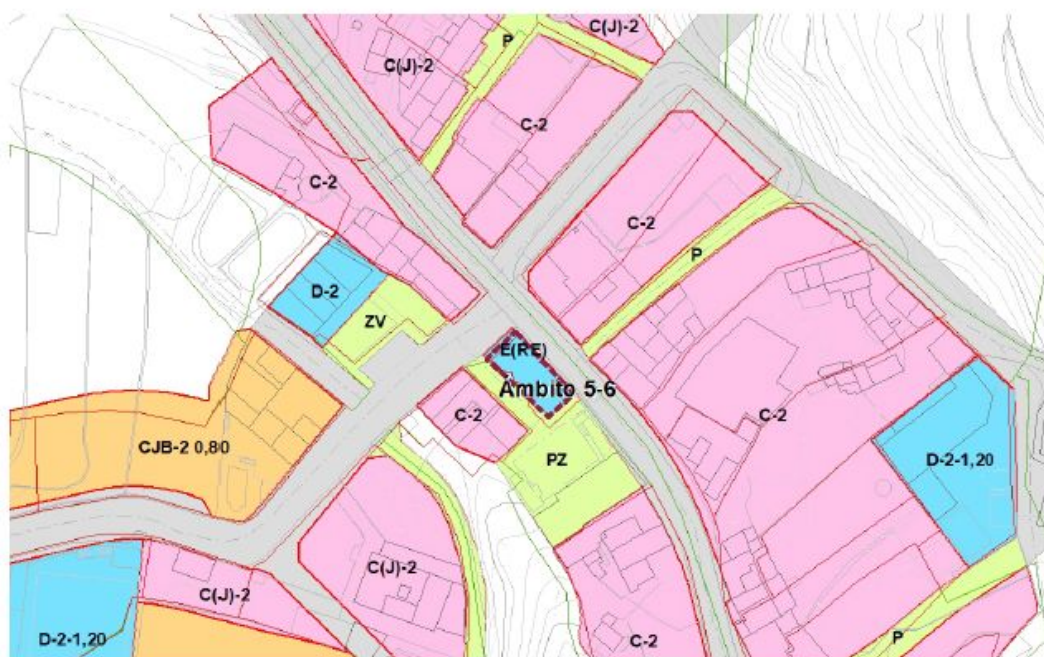 C(J)-2
P
C(J)-2
C-2
C-2
C-2
P
D-2
ZV
E(RE)
Ambito 5-6
C-2
C-2
CJB-2 0,80
PZ
D-2-1,20
C(J)-2
C(J)-2
D-2-1,20
C-2
P